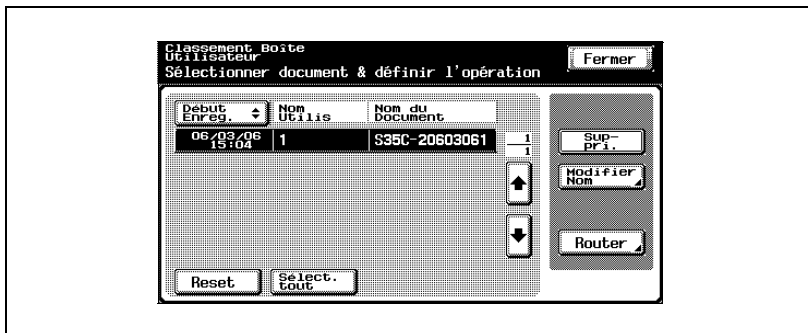 Classement Boîte
Utilisateur
Sélectionner document & définir l'opération
Fermer
Début
Enreg.
Nom
Utilis
Nom du
Document
06/03/06
15:04
1
S35C-20603061
1
1
Sup-
pri.
Modifier
Nom
Router
Reset
Sélect.
tout